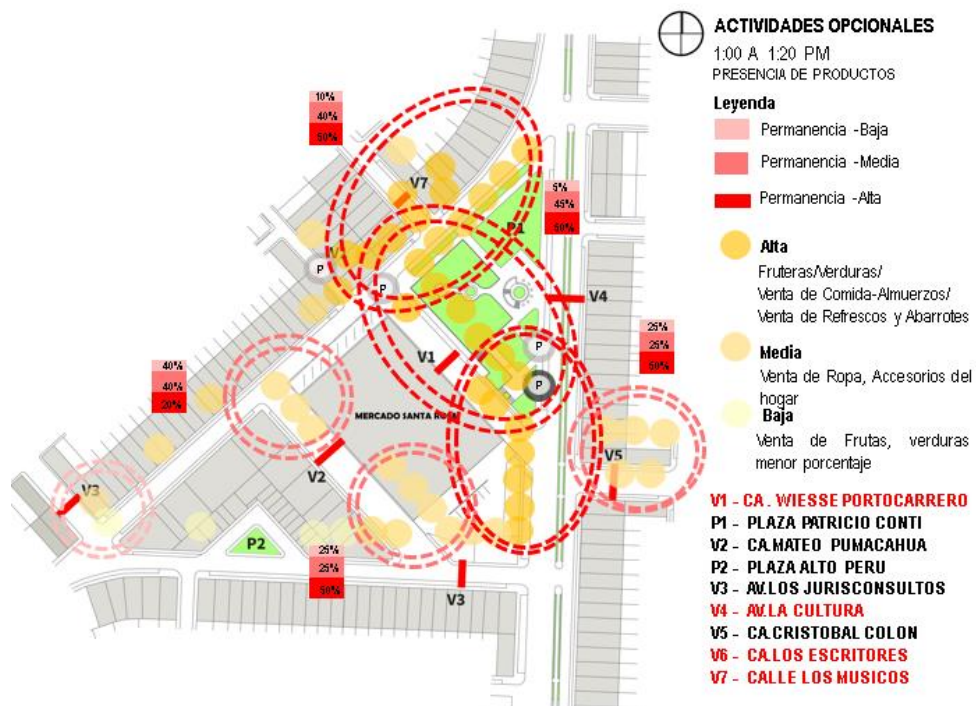 ACTIVIDADES OPCIONALES
1:00 A 1:20 PM
PRESENCIA DE PRODUCTOS
Leyenda
Permanencia -Baja
Permanencia -Media
Permanencia -Alta
Alta
Fruteras/Verduras/
Venta de Comida-Almuerzos/
Venta de Refrescos y Abarrotes
Media
Venta de Ropa, Accesorios del
hogar
Baja
Venta de Frutas, verduras
menor porcentaje
V1 - CA. WIESSE PORTOCARRERO
P1 - PLAZA PATRICIO CONTI
V2 - CA.MATEO PUMACAHUA
P2 - PLAZA ALTO PERU
V3 - AV.LOS JURISCONSULTOS
V4 - AV.LA CULTURA
V5 - CA.CRISTOBAL COLON
V6 - CA.LOS ESCRITORES
V7 - CALLE LOS MUSICOS
10%
40%
50%
V7
5%
45%
50%
P1
P
P
V4
V1
P
P
25%
25%
50%
40%
40%
20%
MERCADO SANTA
V5
V2
V3
P2
25%
25%
50%
V3